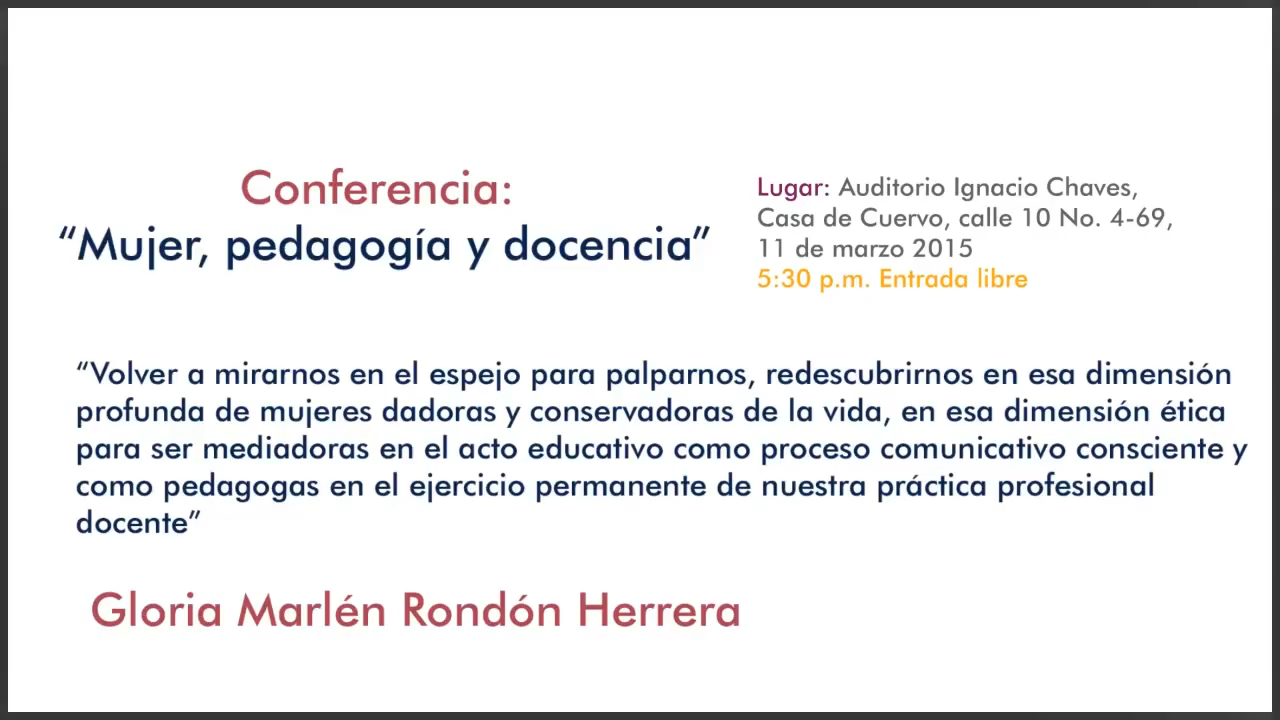 Conferencia:
“Mujer, pedagogía y docencia”
Lugar: Auditorio Ignacio Chaves,
Casa de Cuervo, calle 10 No. 4-69,
11 de marzo 2015
5:30 p.m. Entrada libre
“Volver a mirarnos en el espejo para palparnos, redescubrirnos en esa dimensión
profunda de mujeres dadoras y conservadoras de la vida, en esa dimensión ética
para ser mediadoras en el acto educativo como proceso comunicativo consciente y
como pedagogas en el ejercicio permanente de nuestra práctica profesional
docente”
Gloria Marlén Rondón Herrera